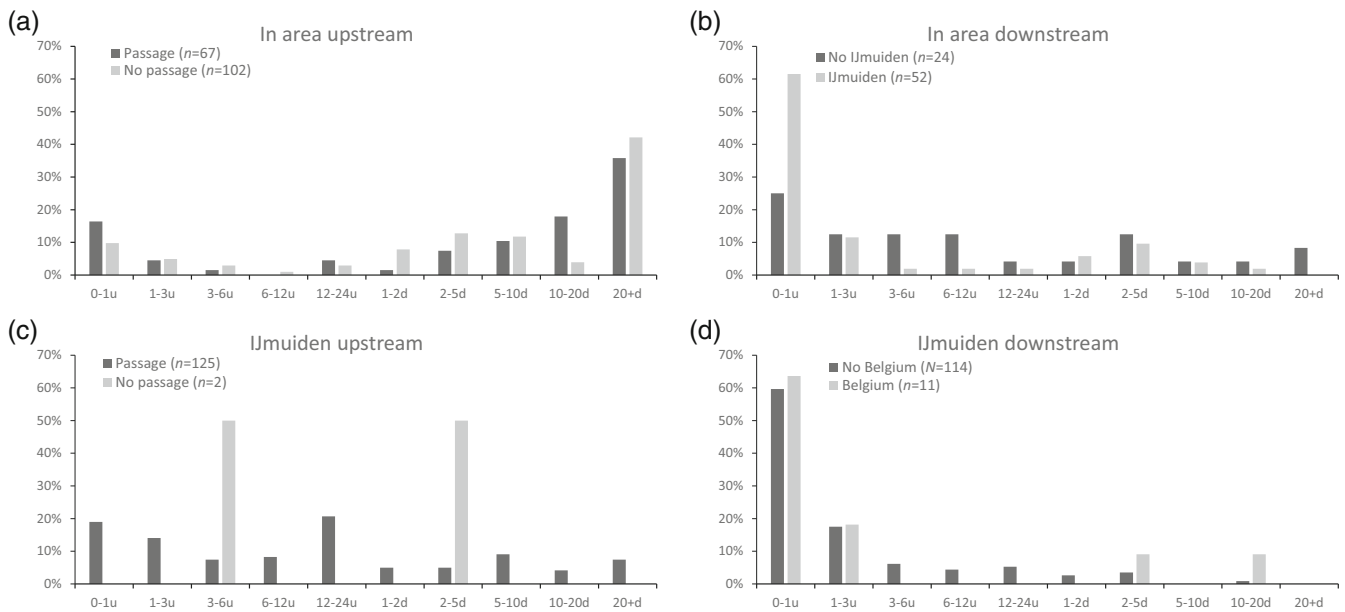 (a)
In area upstream
70%
60%
50%
40%
30%
20%
10%
0%
Passage (n=67)
No passage (n=102)
0-1u 1-3u 3-6u 6-12u 12-24u 1-2d 2-5d 5-10d 10-20d 20+d
(b)
In area downstream
70%
60%
50%
40%
30%
20%
10%
0%
No IJmuiden (n=24)
IJmuiden (n=52)
0-1u 1-3u 3-6u 6-12u 12-24u 1-2d 2-5d 5-10d 10-20d 20+d
(c)
IJmuiden upstream
70%
60%
50%
40%
30%
20%
10%
0%
Passage (n=125)
No passage (n=2)
0-1u 1-3u 3-6u 6-12u 12-24u 1-2d 2-5d 5-10d 10-20d 20+d
(d)
IJmuiden downstream
70%
60%
50%
40%
30%
20%
10%
0%
No Belgium (N=114)
Belgium (n=11)
0-1u 1-3u 3-6u 6-12u 12-24u 1-2d 2-5d 5-10d 10-20d 20+d